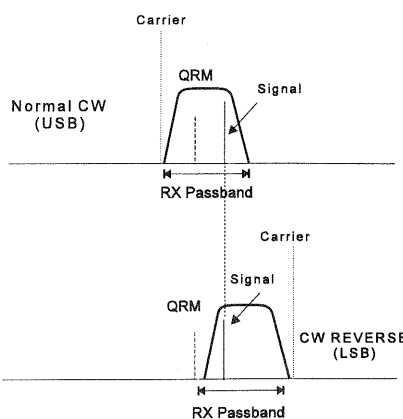 Carrier
QRM
Signal
Normal CW
(USB)
RX Passband
Carrier
Signal
QRM
CW REVERSE
(LSB)
RX Passband